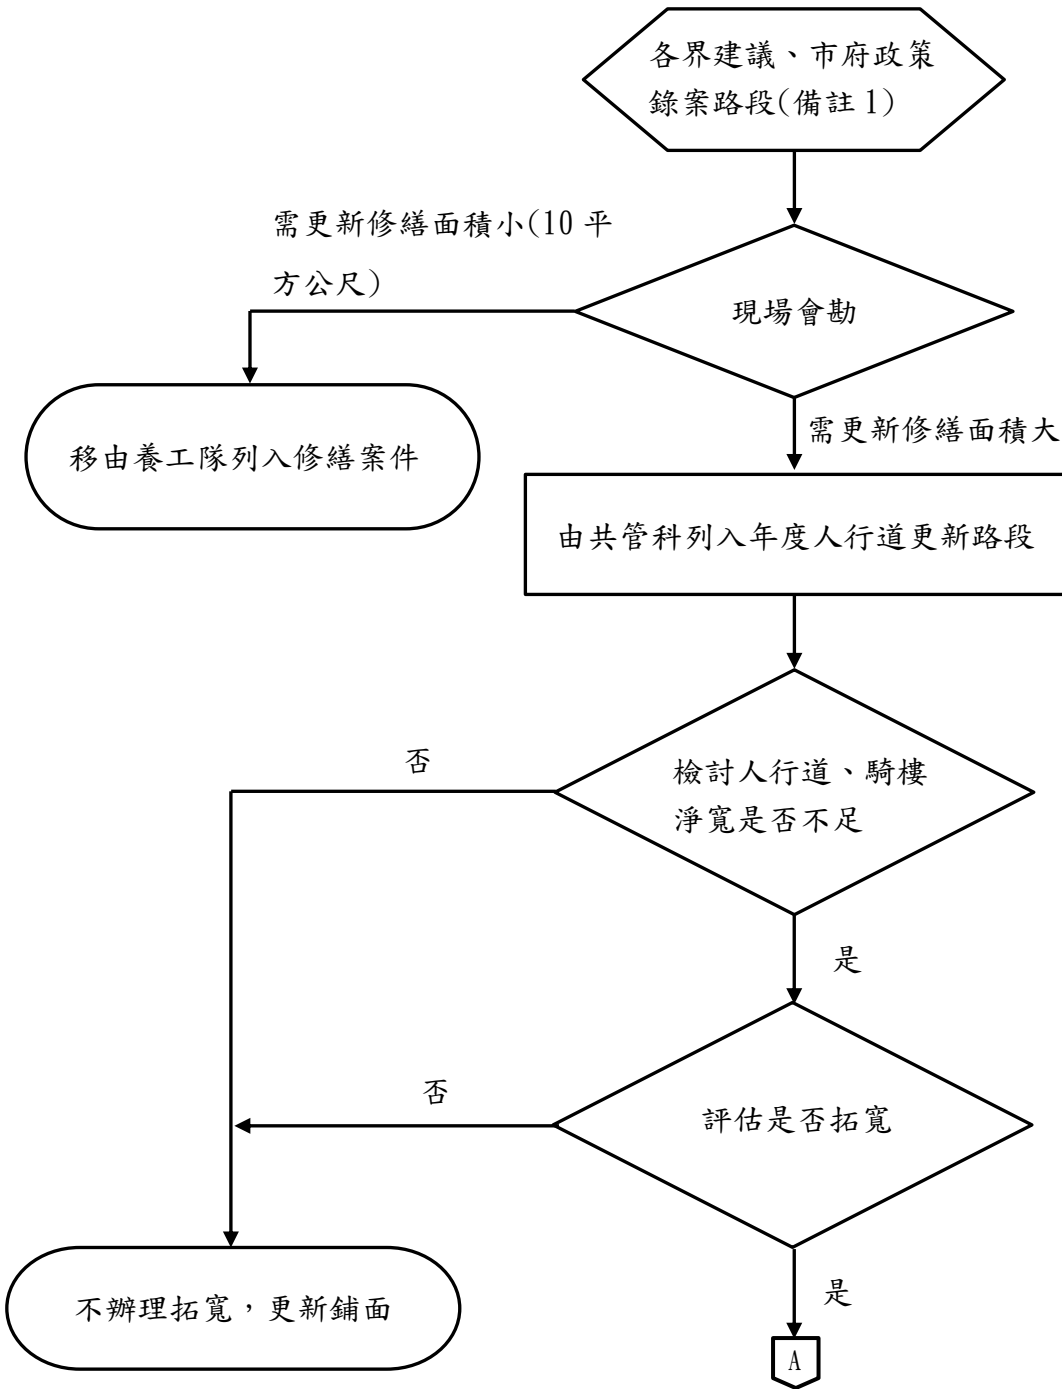 各界建議、市府政策
錄案路段(備註1)
需更新修繕面積小(10平
方公尺)
現場會勘
移由養工隊列入修繕案件
需更新修繕面積大
由共管科列入年度人行道更新路段
否
檢討人行道、騎樓
淨寬是否不足
是
否
評估是否拓寬
不辦理拓寬，更新鋪面
是
A